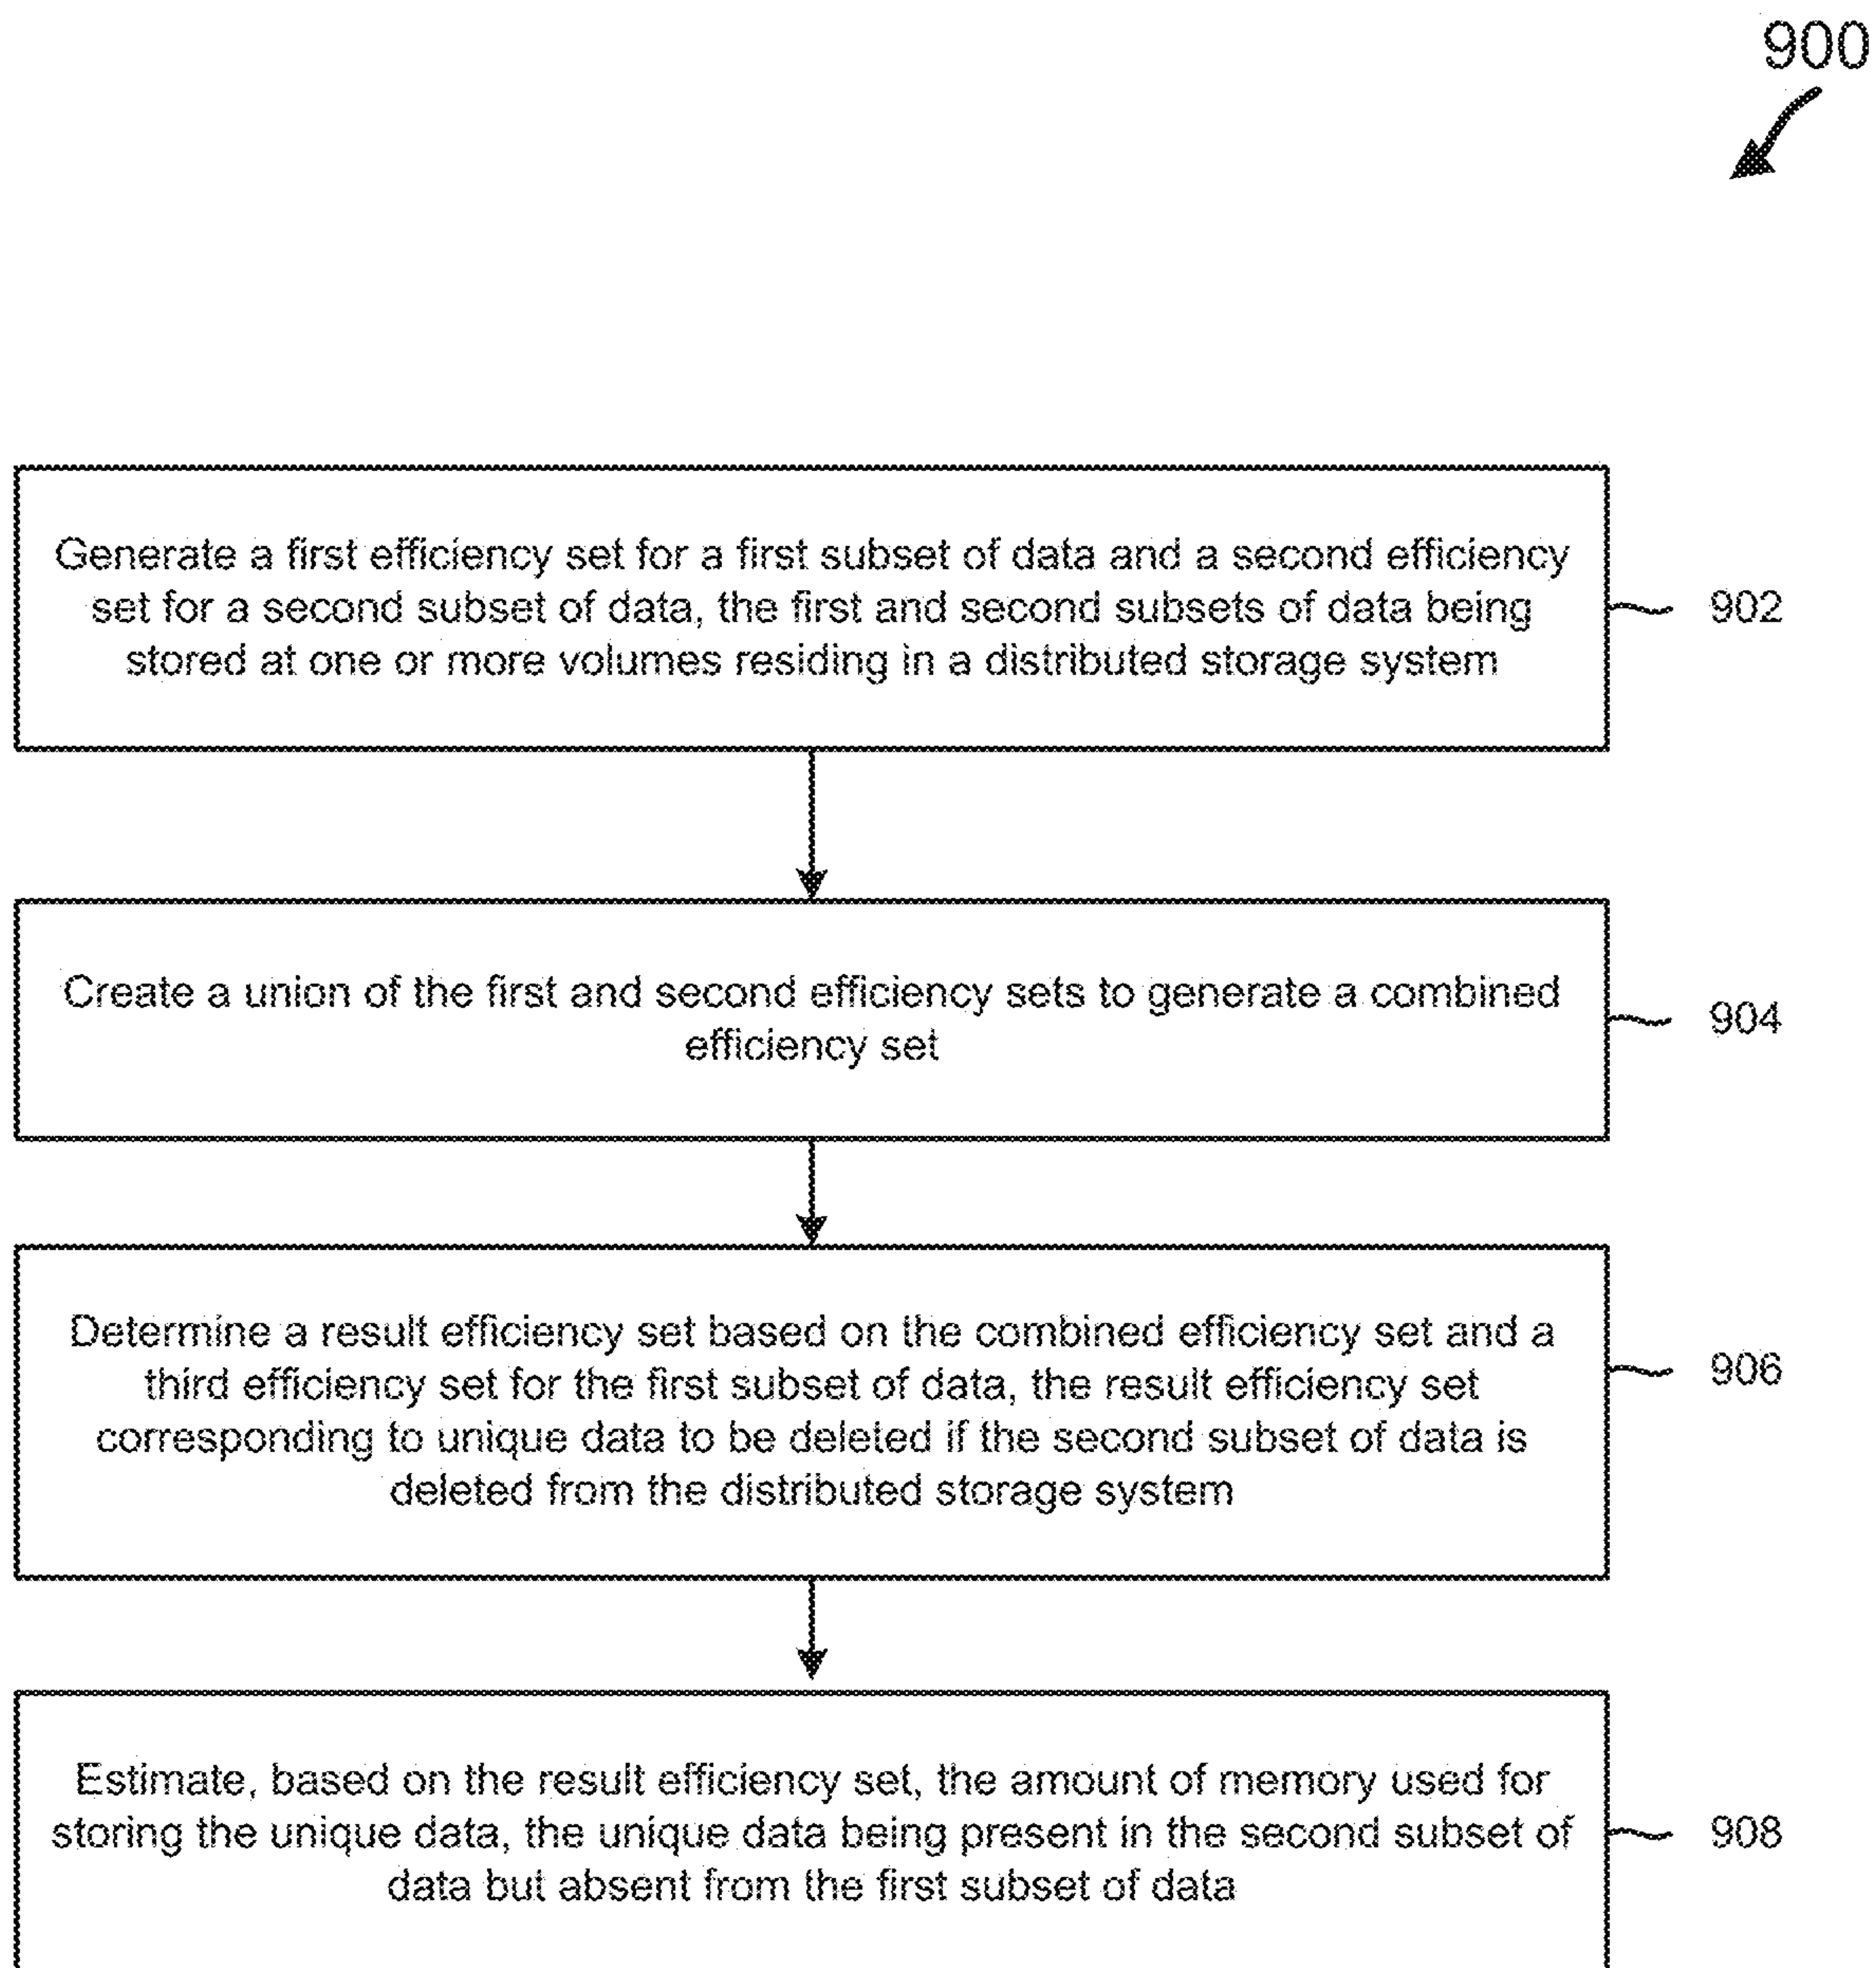 900
Generate a first efficiency set for a first subset of data and a second efficiency
set for a second subset of data, the first and second subsets of data being
stored at one or more volumes residing in a distributed storage system
902
Create a union of the first and second efficiency sets to generate a combined
efficiency set
904
Determine a result efficiency set based on the combined efficiency set and a
third efficiency set for the first subset of data, the result efficiency set
corresponding to unique data to be deleted if the second subset of data is
deleted from the distributed storage system
906
Estimate, based on the result efficiency set, the amount of memory used for
storing the unique data, the unique data being present in the second subset of
data but absent from the first subset of data
908